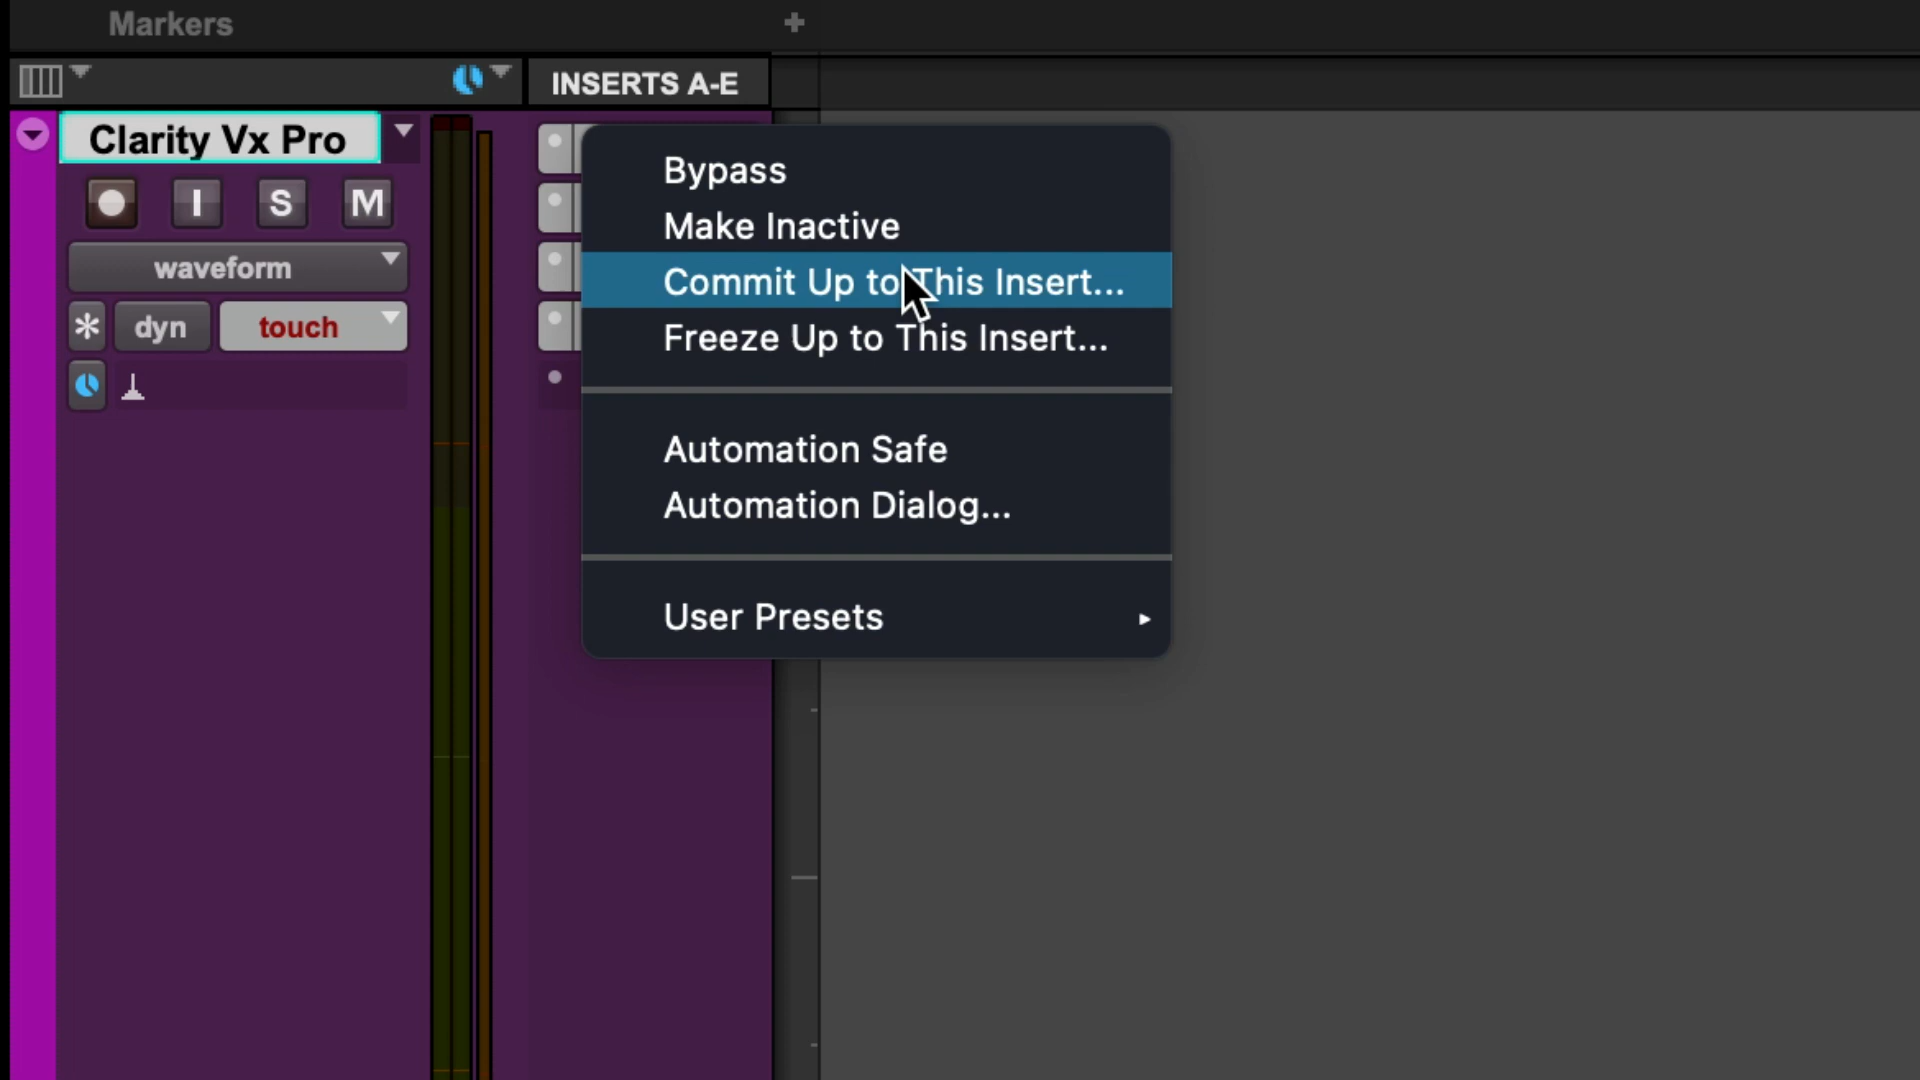 Markers
INSERTS A-E
Clarity Vx Pro
I S M
waveform
* dyn touch
Bypass
Make Inactive
Commit Up to This Insert...
Freeze Up to This Insert...
Automation Safe
Automation Dialog...
User Presets